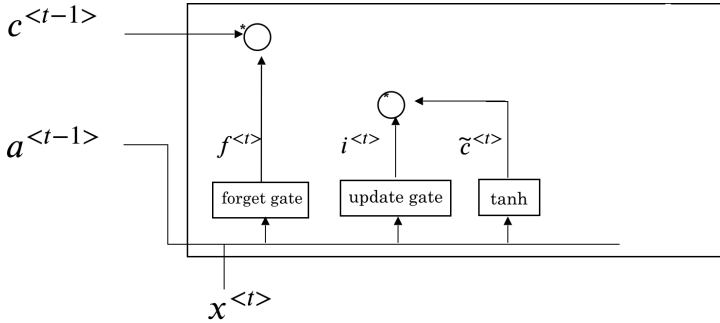 c<t−1>
*
*
a<t−1>
f<t>
i<t>
c̃<t>
forget gate
update gate
tanh
x<t>